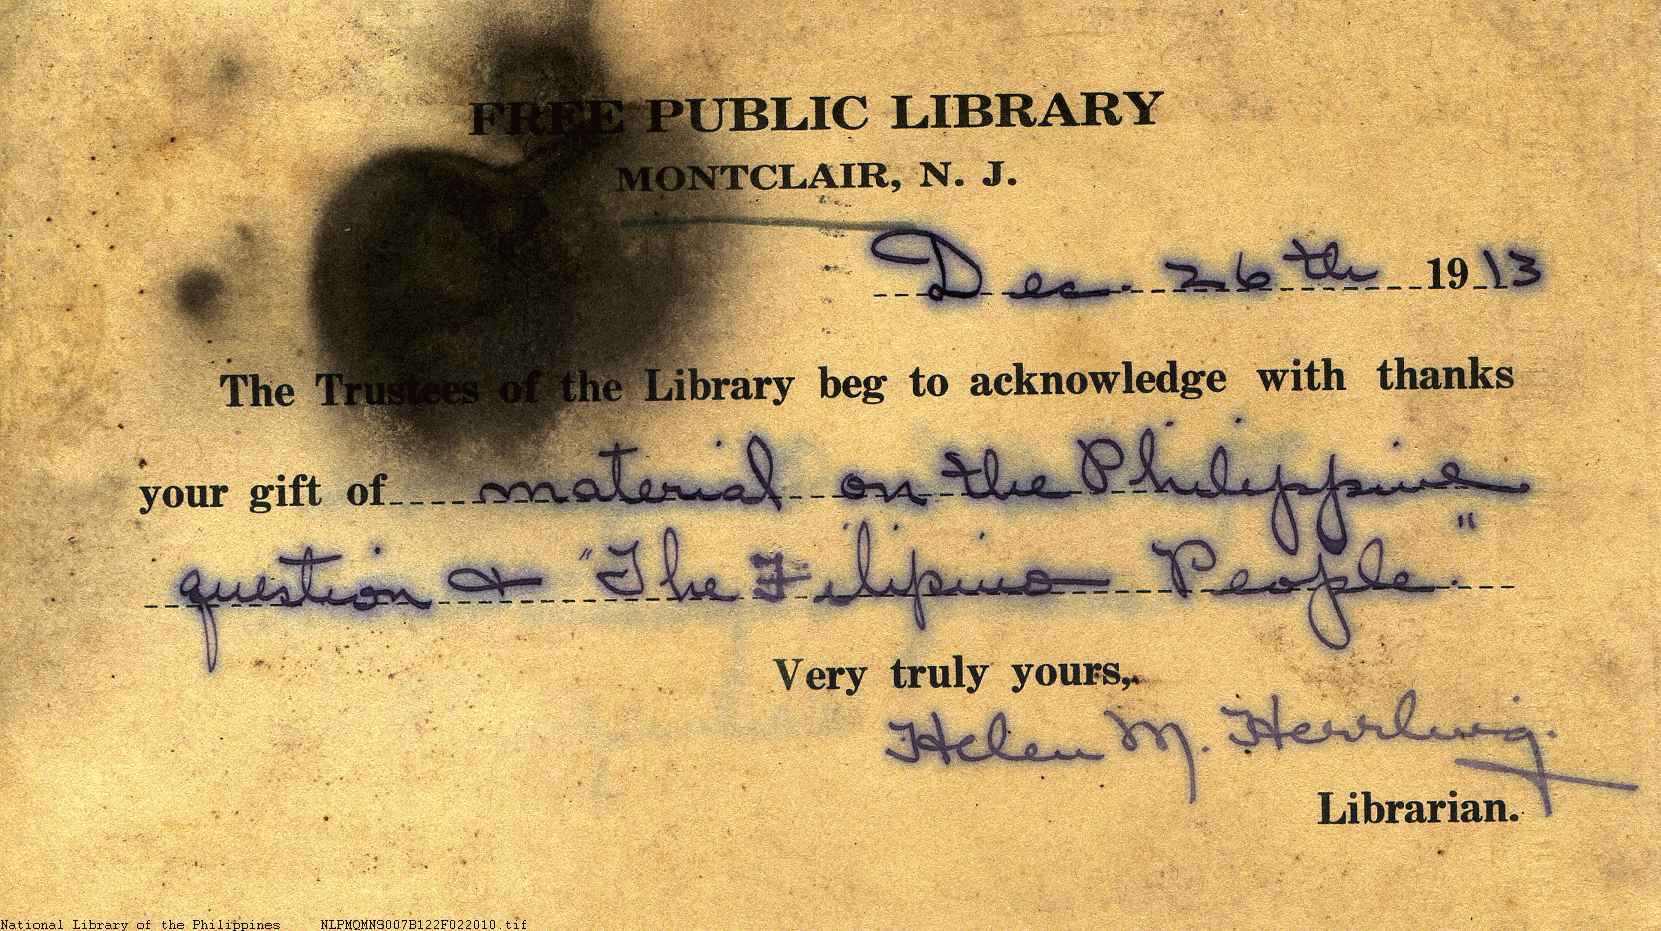 FREE PUBLIC LIBRARY
MONTCLAIR, N. J.
Dec. 26th 1913
The Trustees of the Library beg to acknowledge with thanks
your gift of material on the Philippine
question & "The Filipino People."
Very truly yours,
Helen M. Herrling.
Librarian.
National Library of the Philippines NLPMQMNS007B122F022010.tif